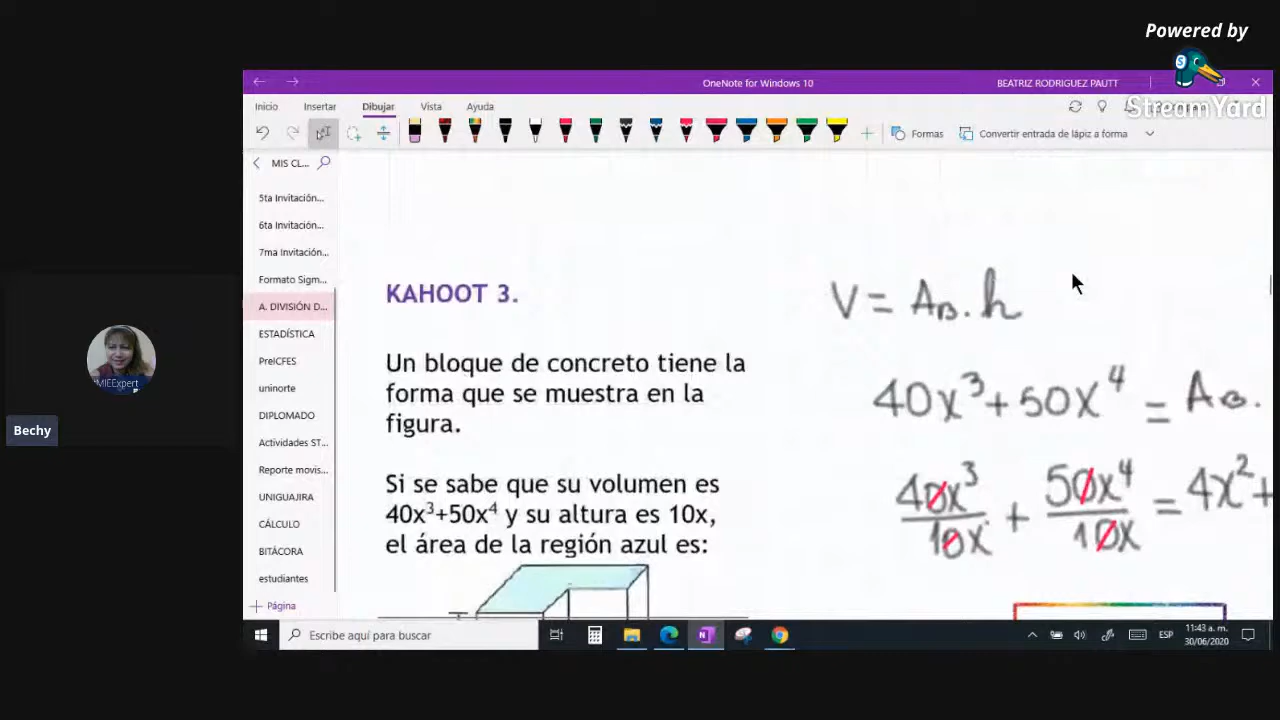 Powered by
StreamYard
OneNote for Windows 10
BEATRIZ RODRIGUEZ PAUTT
Inicio
Insertar
Dibujar
Vista
Ayuda
Formas
Convertir entrada de lápiz a forma
MIS CL...
5ta Invitación...
6ta Invitación...
7ma Invitación...
Formato Sigm...
A. DIVISIÓN D...
ESTADÍSTICA
PreICFES
uninorte
DIPLOMADO
Actividades ST...
Reporte movis...
UNIGUAJIRA
CÁLCULO
BITÁCORA
estudiantes
Página
KAHOOT 3.
Un bloque de concreto tiene la
forma que se muestra en la
figura.
Si se sabe que su volumen es
40x³+50x⁴ y su altura es 10x,
el área de la región azul es:
V = AB. h
40x³ + 50x⁴ = AB.
40x³/10x + 50x⁴/10x = 4x² +
MIEExpert
Bechy
Escribe aquí para buscar
ESP
11:43 a. m.
30/06/2020